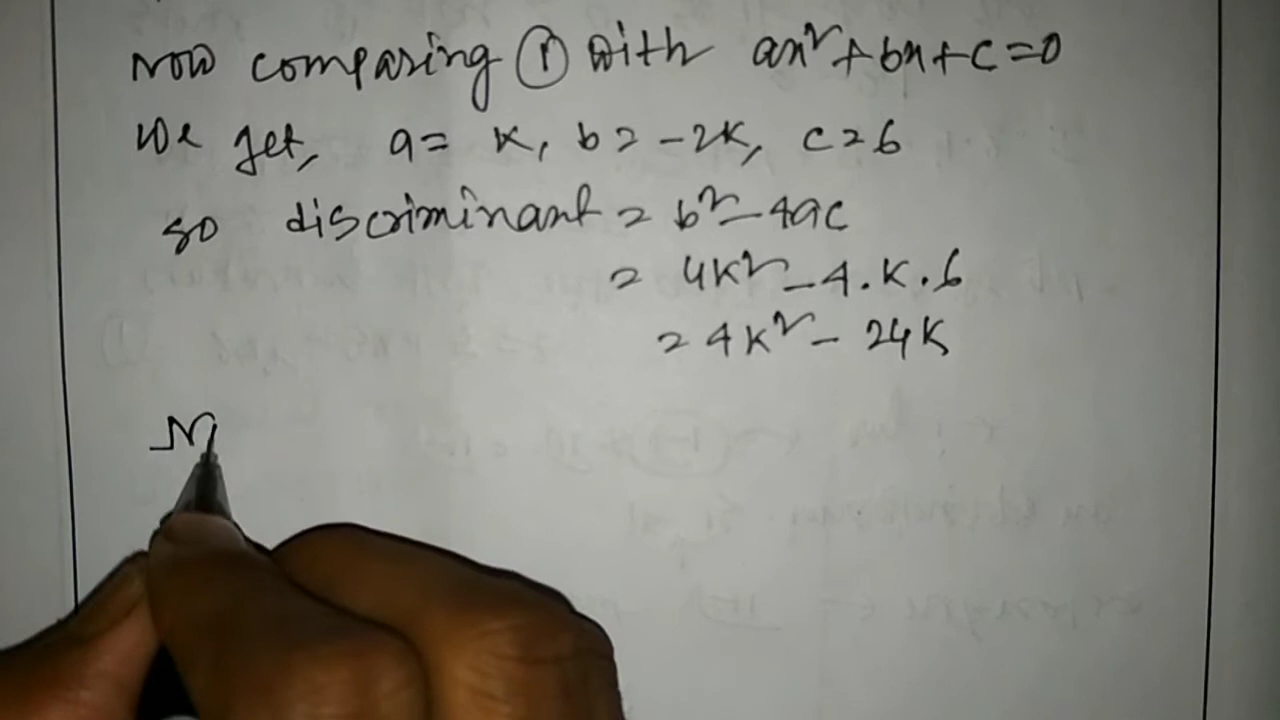 Now comparing ① with ax²+bx+c=0
We get, a= k, b=-2k, c=6
so discriminant = b²-4ac
= 4k²-4.k.6
= 4k²- 24k
N